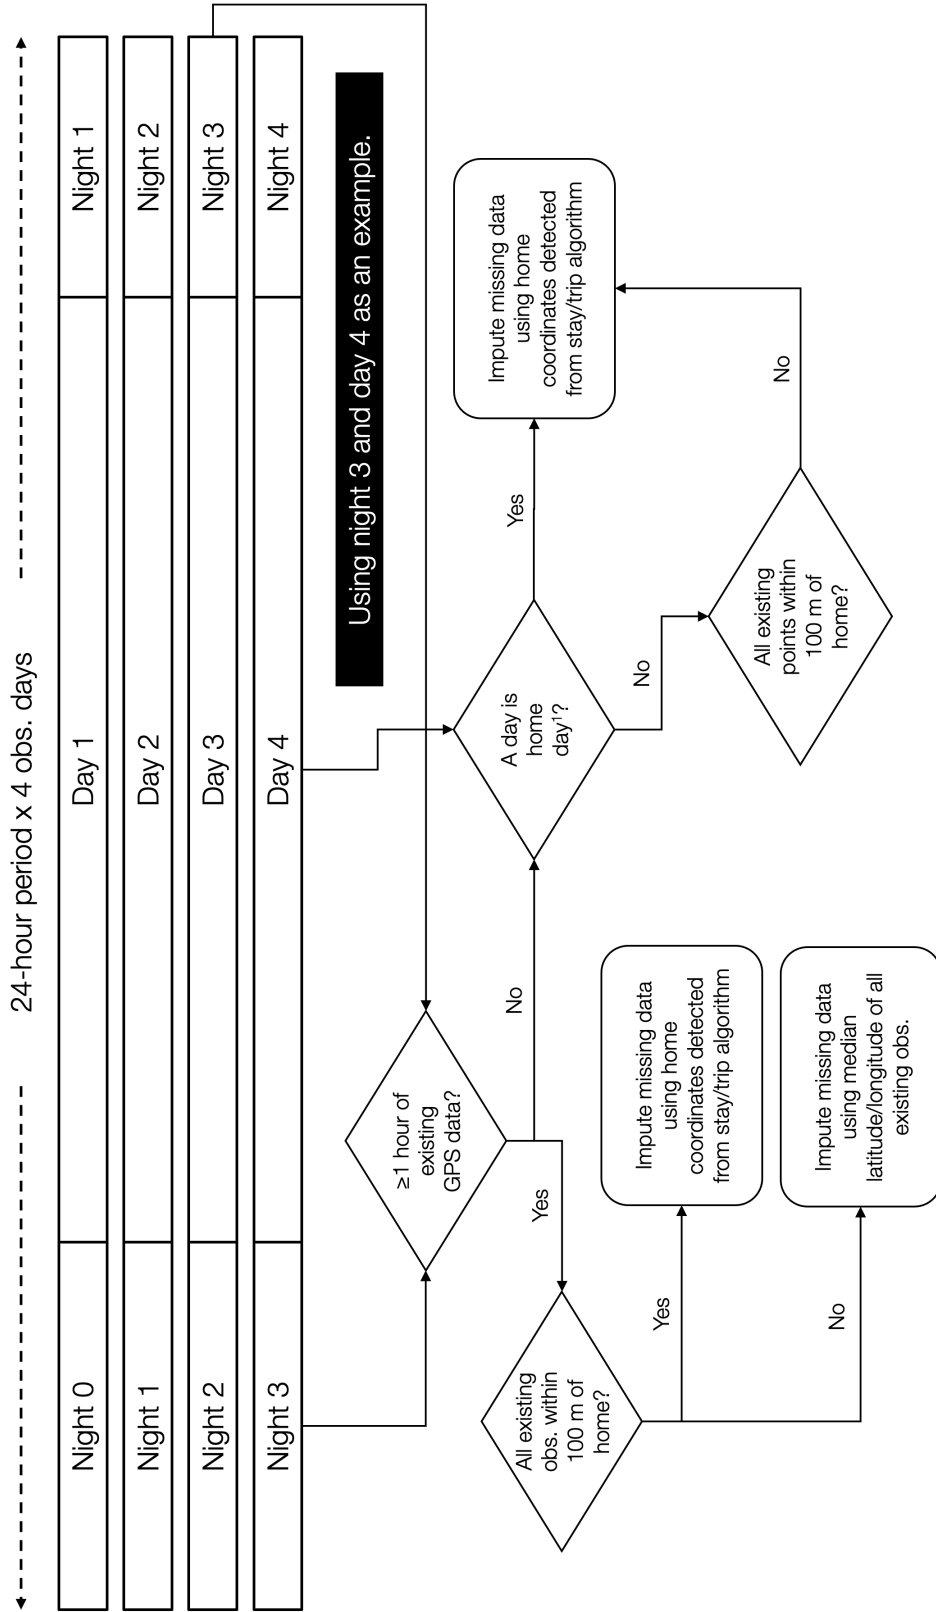 24-hour period x 4 obs. days
Night 0
Day 1
Night 1
Night 1
Day 2
Night 2
Night 2
Day 3
Night 3
Night 3
Day 4
Night 4
Using night 3 and day 4 as an example.
≥1 hour of
existing
GPS data?
No
Yes
A day is
home
day¹?
Yes
No
Impute missing data
using home
coordinates detected
from stay/trip algorithm
All existing
obs. within
100 m of
home?
Yes
No
Impute missing data
using home
coordinates detected
from stay/trip algorithm
Impute missing data
using median
latitude/longitude of all
existing obs.
All existing
points within
100 m of
home?
No